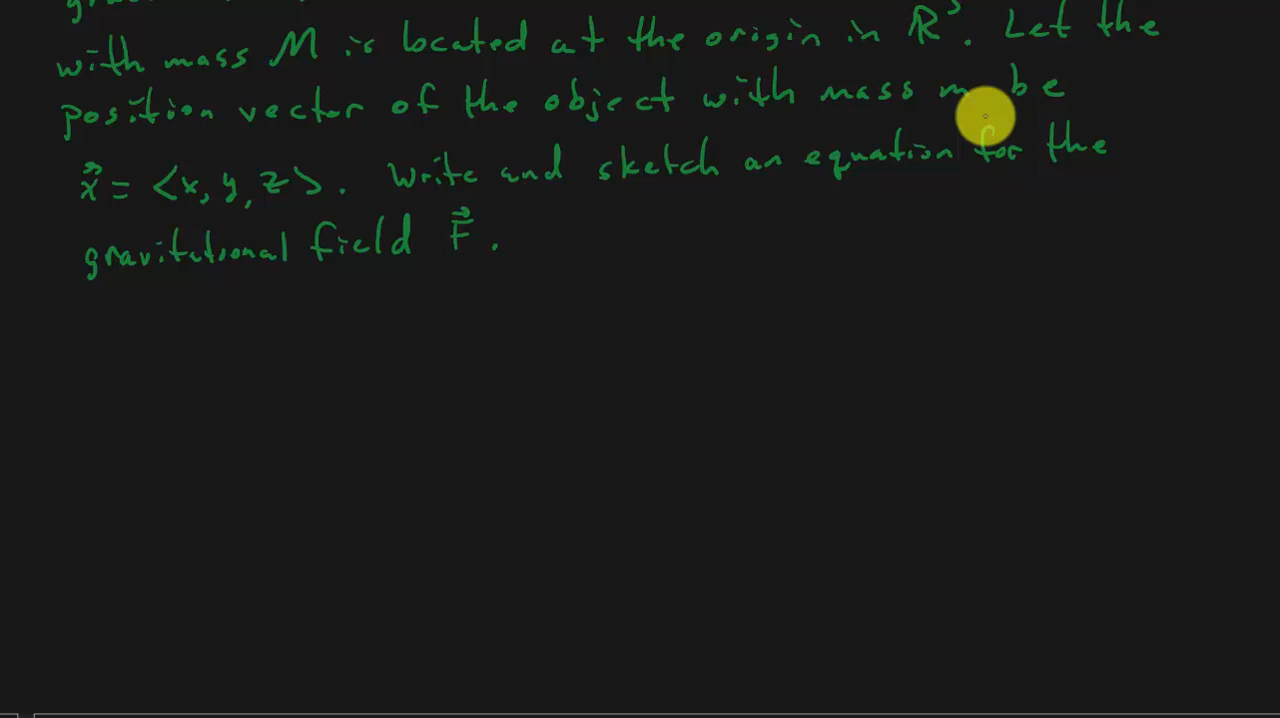 with mass M is located at the origin in ℝ³. Let the
position vector of the object with mass m be
x⃗ = <x, y, z>. Write and sketch an equation for the
gravitational field F⃗.